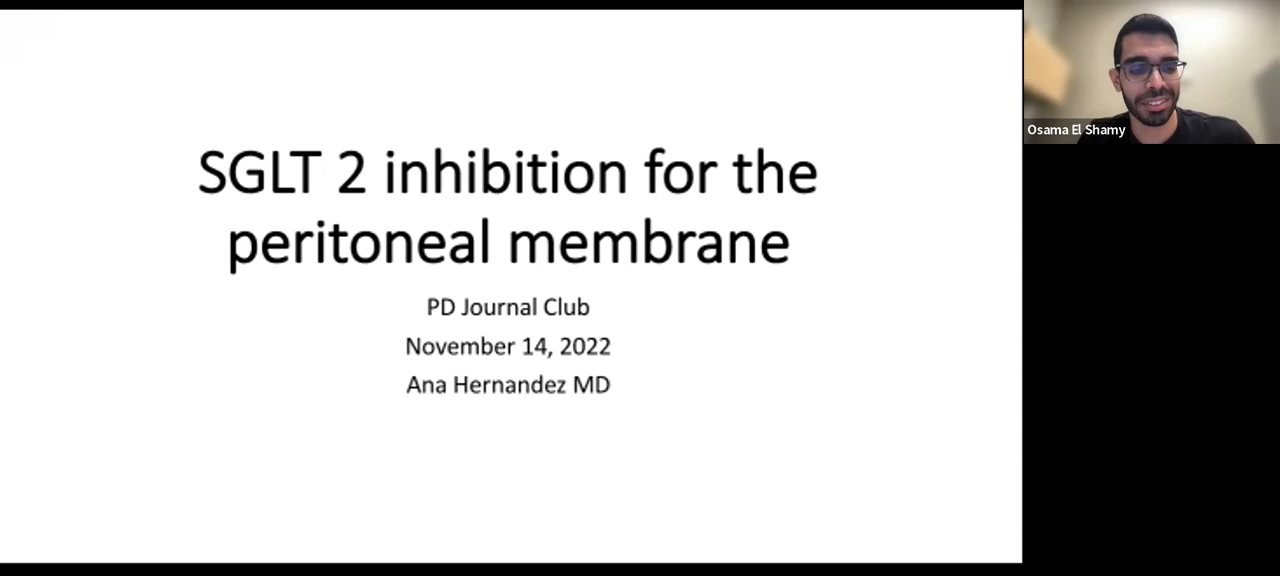 SGLT 2 inhibition for the
peritoneal membrane
PD Journal Club
November 14, 2022
Ana Hernandez MD
Osama El Shamy